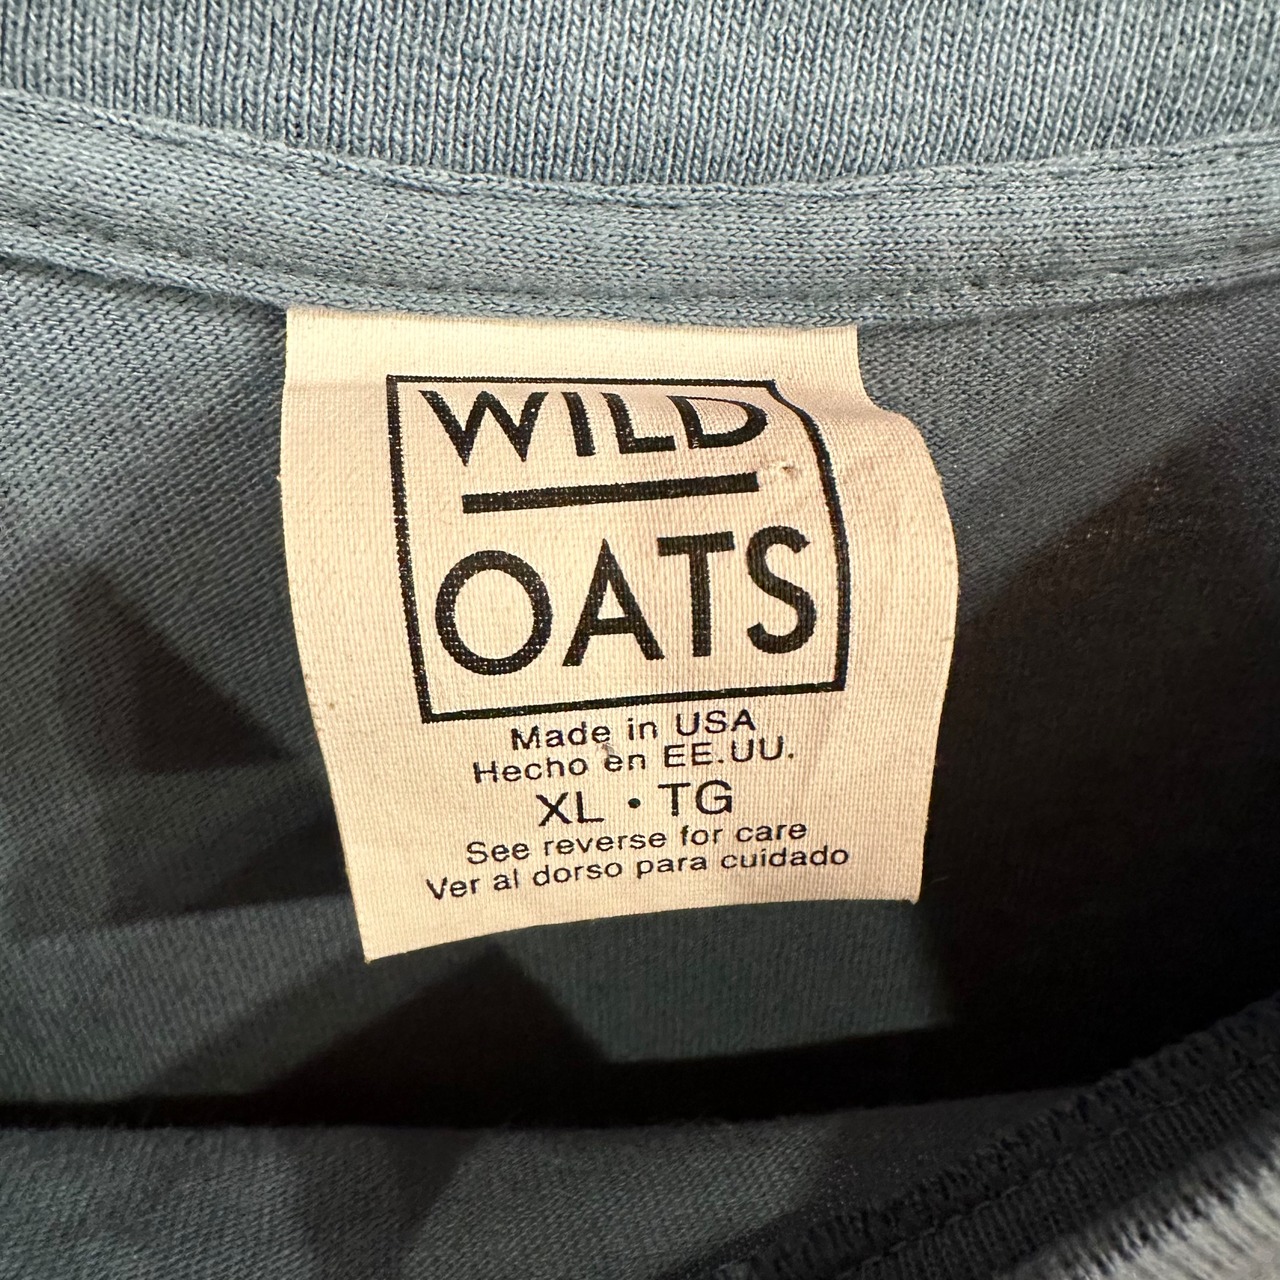 WILD
OATS
Made in USA
Hecho en EE.UU.
XL • TG
See reverse for care
Ver al dorso para cuidado